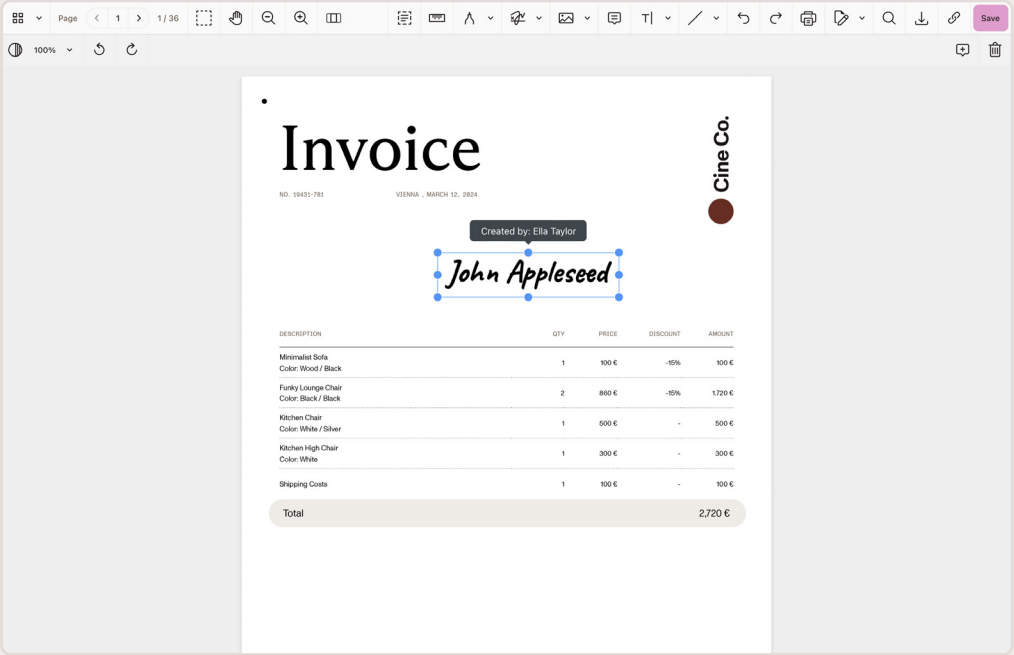 Page
1
1 / 36
Save
100%
Invoice
Cine Co.
NO. 19431-781
VIENNA , MARCH 12, 2024
Created by: Ella Taylor
John Appleseed
DESCRIPTION QTY PRICE DISCOUNT AMOUNT
Minimalist Sofa
Color: Wood / Black
1 100 € -15% 100 €
Funky Lounge Chair
Color: Black / Black
2 860 € -15% 1.720 €
Kitchen Chair
Color: White / Silver
1 500 € - 500 €
Kitchen High Chair
Color: White
1 300 € - 300 €
Shipping Costs 1 100 € - 100 €
Total 2,720 €